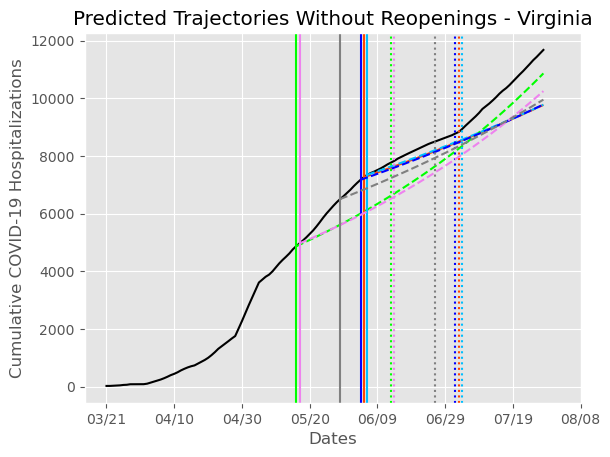 Predicted Trajectories Without Reopenings - Virginia
12000
10000
8000
6000
4000
2000
0
Cumulative COVID-19 Hospitalizations
03/21 04/10 04/30 05/20 06/09 06/29 07/19 08/08
Dates